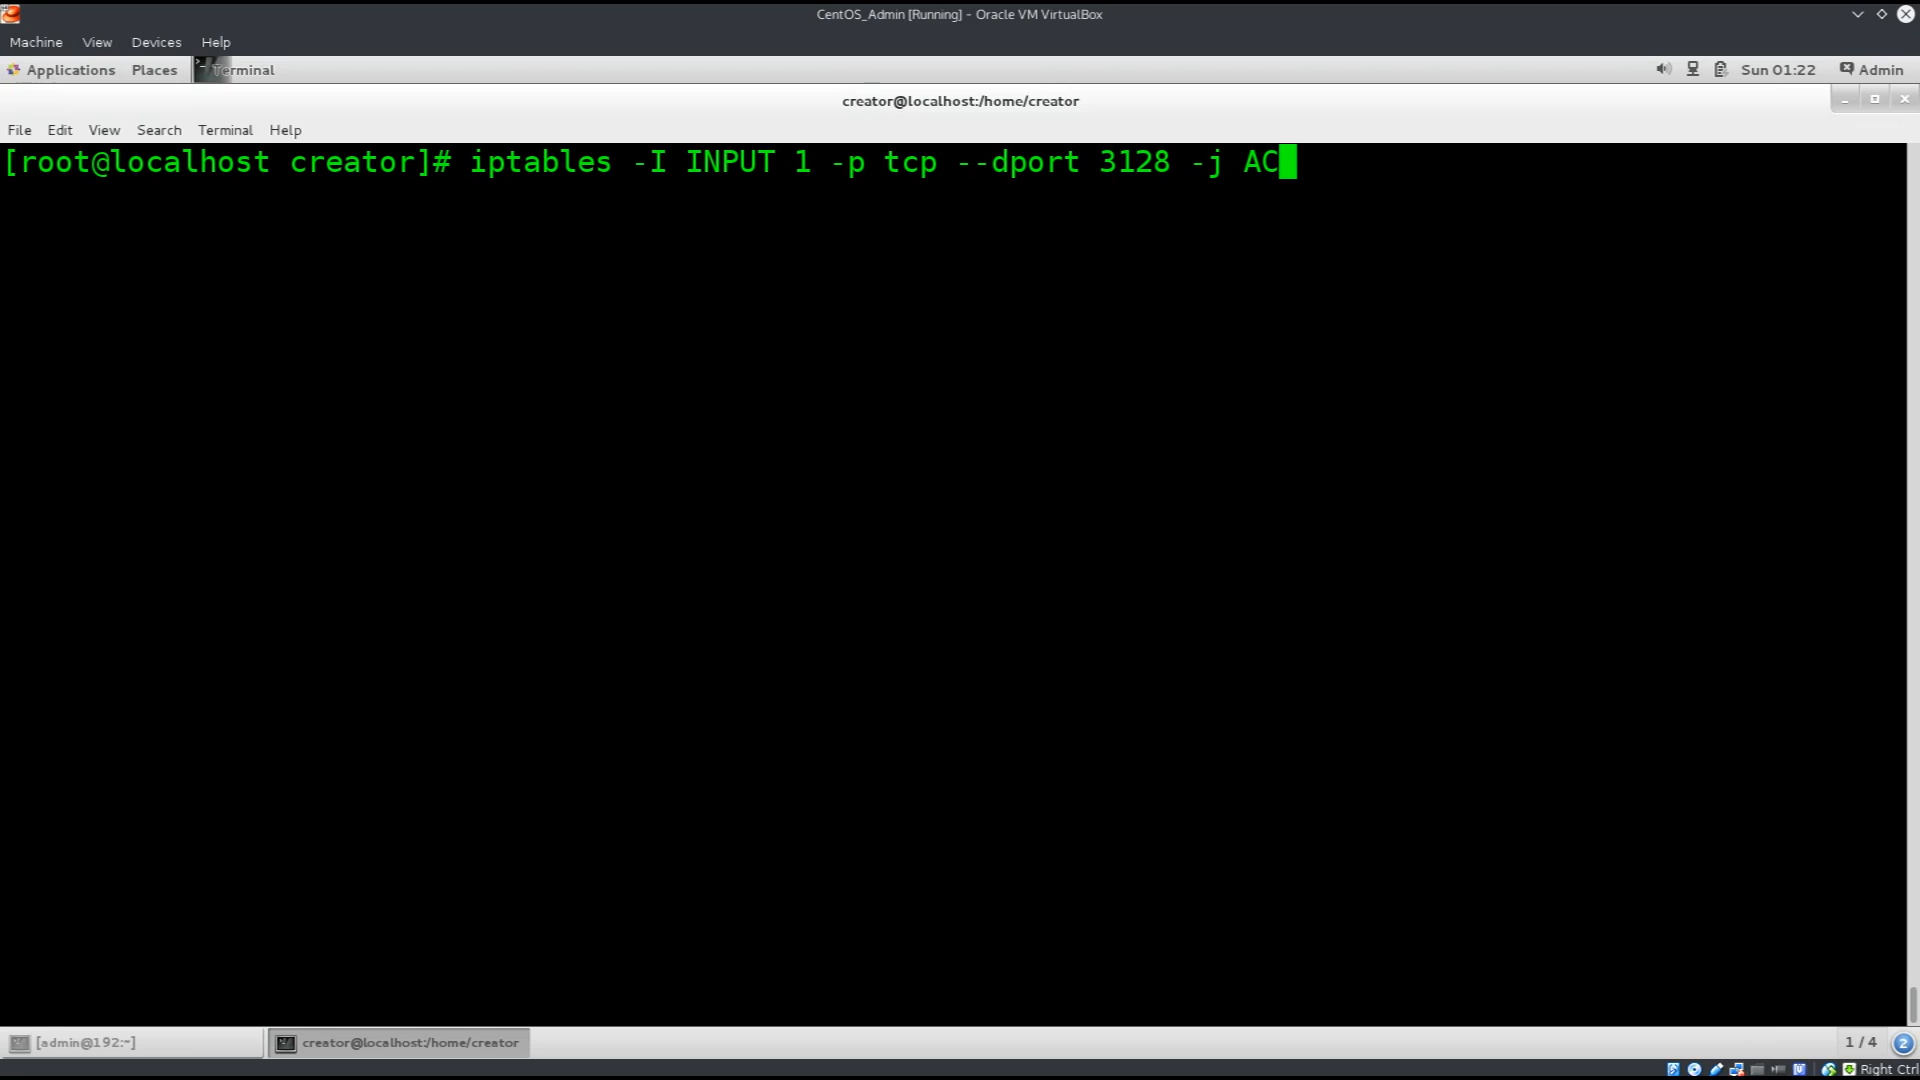 CentOS_Admin [Running] - Oracle VM VirtualBox
Machine View Devices Help
Applications Places Terminal Sun 01:22 Admin
creator@localhost:/home/creator
File Edit View Search Terminal Help
[root@localhost creator]# iptables -I INPUT 1 -p tcp --dport 3128 -j AC
[admin@192:~] creator@localhost:/home/creator 1 / 4 2
Right Ctrl